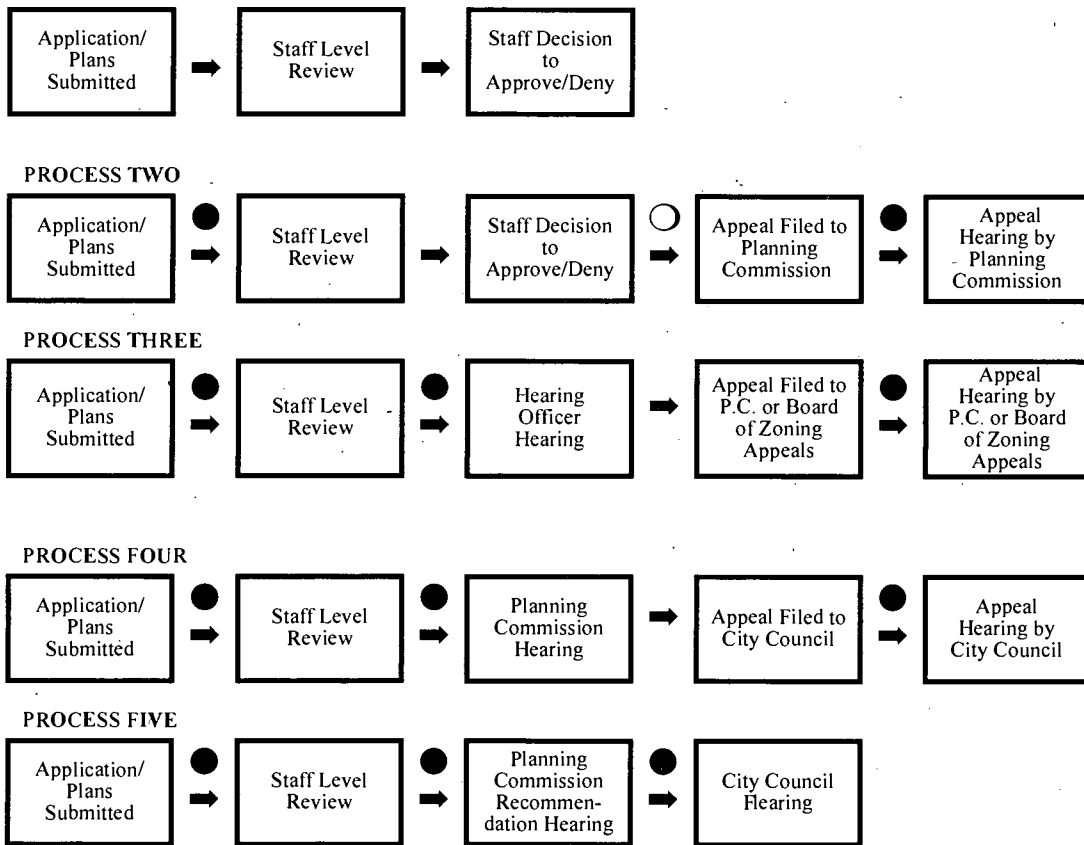 Application/
Plans
Submitted
Staff Level
Review
Staff Decision
to
Approve/Deny
PROCESS TWO
Application/
Plans
Submitted
Staff Level
Review
Staff Decision
to
Approve/Deny
Appeal Filed to
Planning
Commission
Appeal
Hearing by
Planning
Commission
PROCESS THREE
Application/
Plans
Submitted
Staff Level
Review
Hearing
Officer
Hearing
Appeal Filed to
P.C. or Board
of Zoning
Appeals
Appeal
Hearing by
P.C. or Board
of Zoning
Appeals
PROCESS FOUR
Application/
Plans
Submitted
Staff Level
Review
Planning
Commission
Hearing
Appeal Filed to
City Council
Appeal
Hearing by
City Council
PROCESS FIVE
Application/
Plans
Submitted
Staff Level
Review
Planning
Commission
Recommen-
dation Hearing
City Council
Hearing